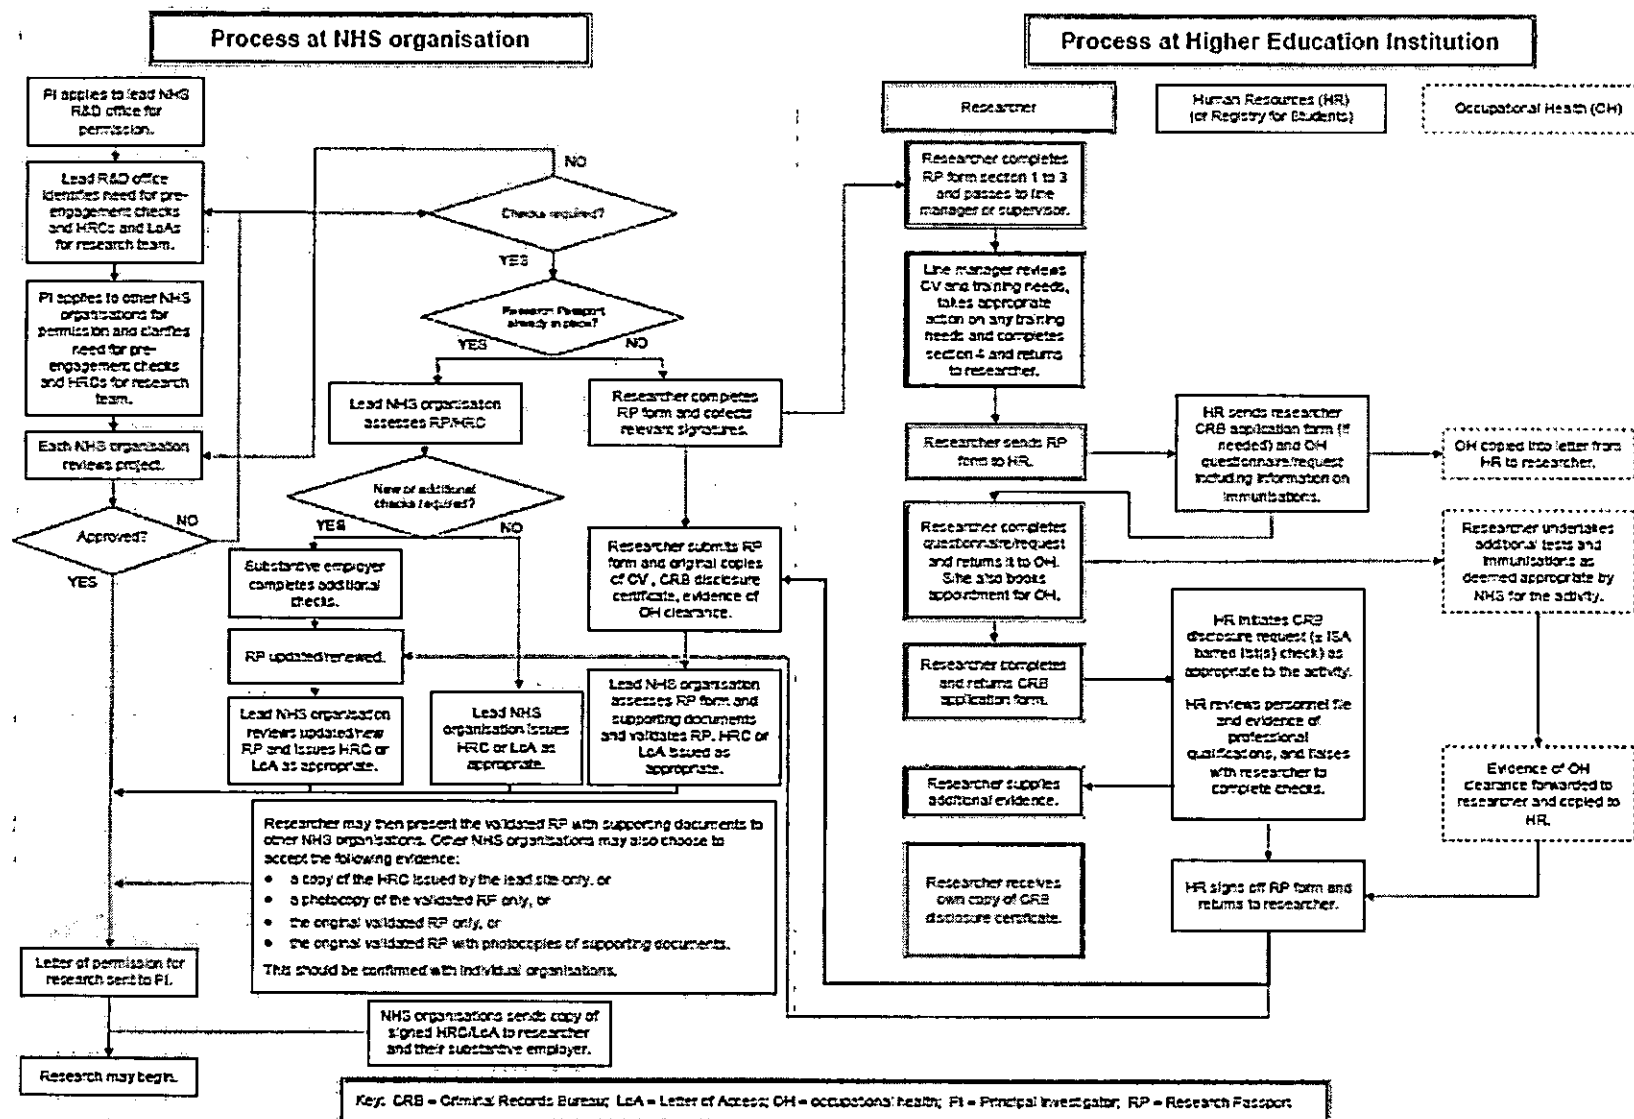 Process at NHS organisation
PI applies to lead NHS
R&D office for
permission.
Lead R&D office
identifies need for pre-
engagement checks
and HRCs and LoAs
for research team.
PI applies to other NHS
organisations for
permission and clarifies
need for pre-
engagement checks
and HRCs for research
team.
Each NHS organisation
reviews project.
Approved?
NO
YES
Checks required?
NO
YES
Research Passport
already in place?
YES
NO
Lead NHS organisation
assesses RP/HRC
Researcher completes
RP form and collects
relevant signatures.
New or additional
checks required?
YES
NO
Substantive employer
completes additional
checks.
RP updated/renewed.
Lead NHS organisation
reviews updated/new
RP and issues HRC or
LoA as appropriate.
Lead NHS
organisation issues
HRC or LoA as
appropriate.
Researcher submits RP
form and original copies
of CV , CRB disclosure
certificate, evidence of
OH clearance.
Lead NHS organisation
assesses RP form and
supporting documents
and validates RP. HRC or
LoA issued as
appropriate.
Researcher may then present the validated RP with supporting documents to
other NHS organisations. Other NHS organisations may also choose to
accept the following evidence:
• a copy of the HRC issued by the lead site only, or
• a photocopy of the validated RP only, or
• the original validated RP only, or
• the original validated RP with photocopies of supporting documents.
This should be confirmed with individual organisations.
Letter of permission for
research sent to PI.
NHS organisations sends copy of
signed HRC/LoA to researcher
and their substantive employer.
Research may begin.
Process at Higher Education Institution
Researcher
Human Resources (HR)
(or Registry for Students)
Occupational Health (OH)
Researcher completes
RP form section 1 to 3
and passes to line
manager or supervisor.
Line manager reviews
CV and training needs,
takes appropriate
action on any training
needs and completes
section 4 and returns
to researcher.
Researcher sends RP
form to HR.
HR sends researcher
CRB application form (if
needed) and OH
questionnaire/request
including information on
immunisations.
OH copied into letter from
HR to researcher.
Researcher completes
questionnaire/request
and returns it to OH.
S/he also books
appointment for OH.
Researcher undertakes
additional tests and
immunisations as
deemed appropriate by
NHS for the activity.
Researcher completes
and returns CRB
application form.
HR initiates CRB
disclosure request (± ISA
barred list(s) check) as
appropriate to the activity.
HR reviews personnel file
and evidence of
professional
qualifications, and liaises
with researcher to
complete checks.
Researcher supplies
additional evidence.
Evidence of OH
clearance forwarded to
researcher and copied to
HR.
Researcher receives
own copy of CRB
disclosure certificate.
HR signs off RP form and
returns to researcher.
Key: CRB = Criminal Records Bureau; LoA = Letter of Access; OH = occupational health; PI = Principal Investigator; RP = Research Passport